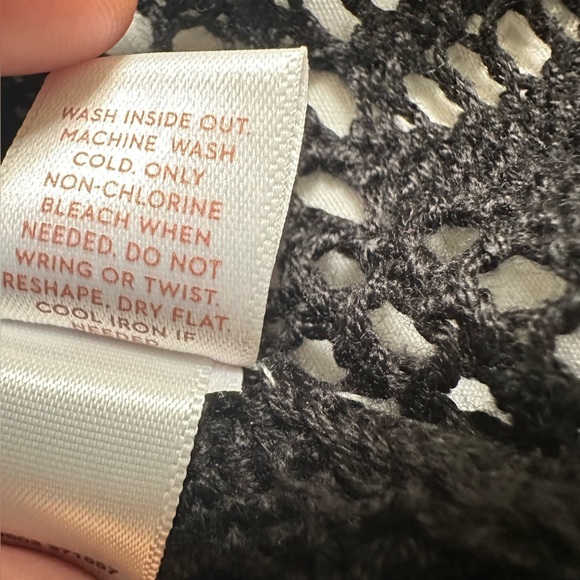 WASH INSIDE OUT.
MACHINE WASH
COLD. ONLY
NON-CHLORINE
BLEACH WHEN
NEEDED. DO NOT
WRING OR TWIST.
RESHAPE. DRY FLAT.
COOL IRON IF
NEEDED